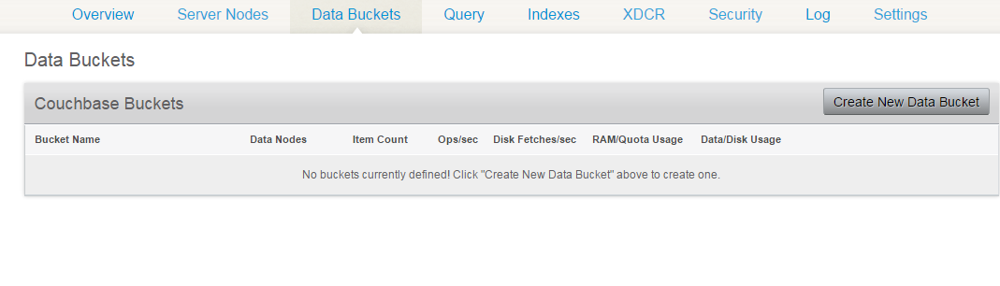 Overview Server Nodes Data Buckets Query Indexes XDCR Security Log Settings
Data Buckets
Couchbase Buckets Create New Data Bucket
Bucket Name Data Nodes Item Count Ops/sec Disk Fetches/sec RAM/Quota Usage Data/Disk Usage
No buckets currently defined! Click "Create New Data Bucket" above to create one.